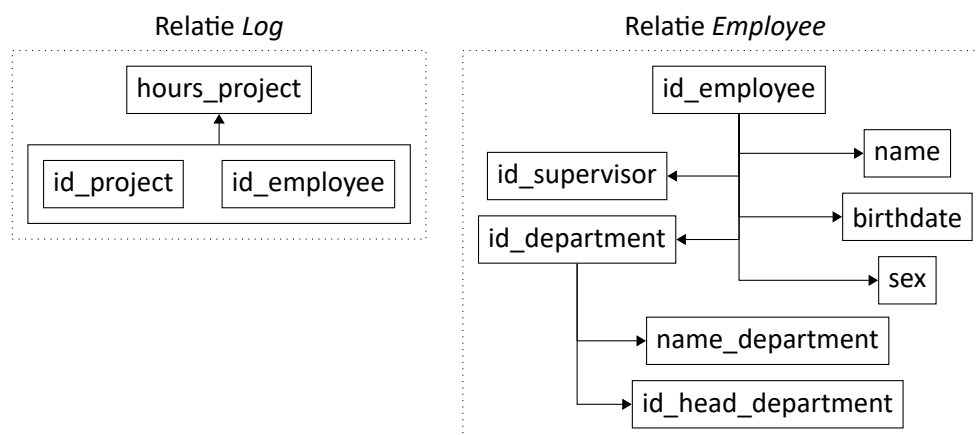 Relatie Log
hours_project
id_project
id_employee
Relatie Employee
id_employee
name
id_supervisor
birthdate
id_department
sex
name_department
id_head_department